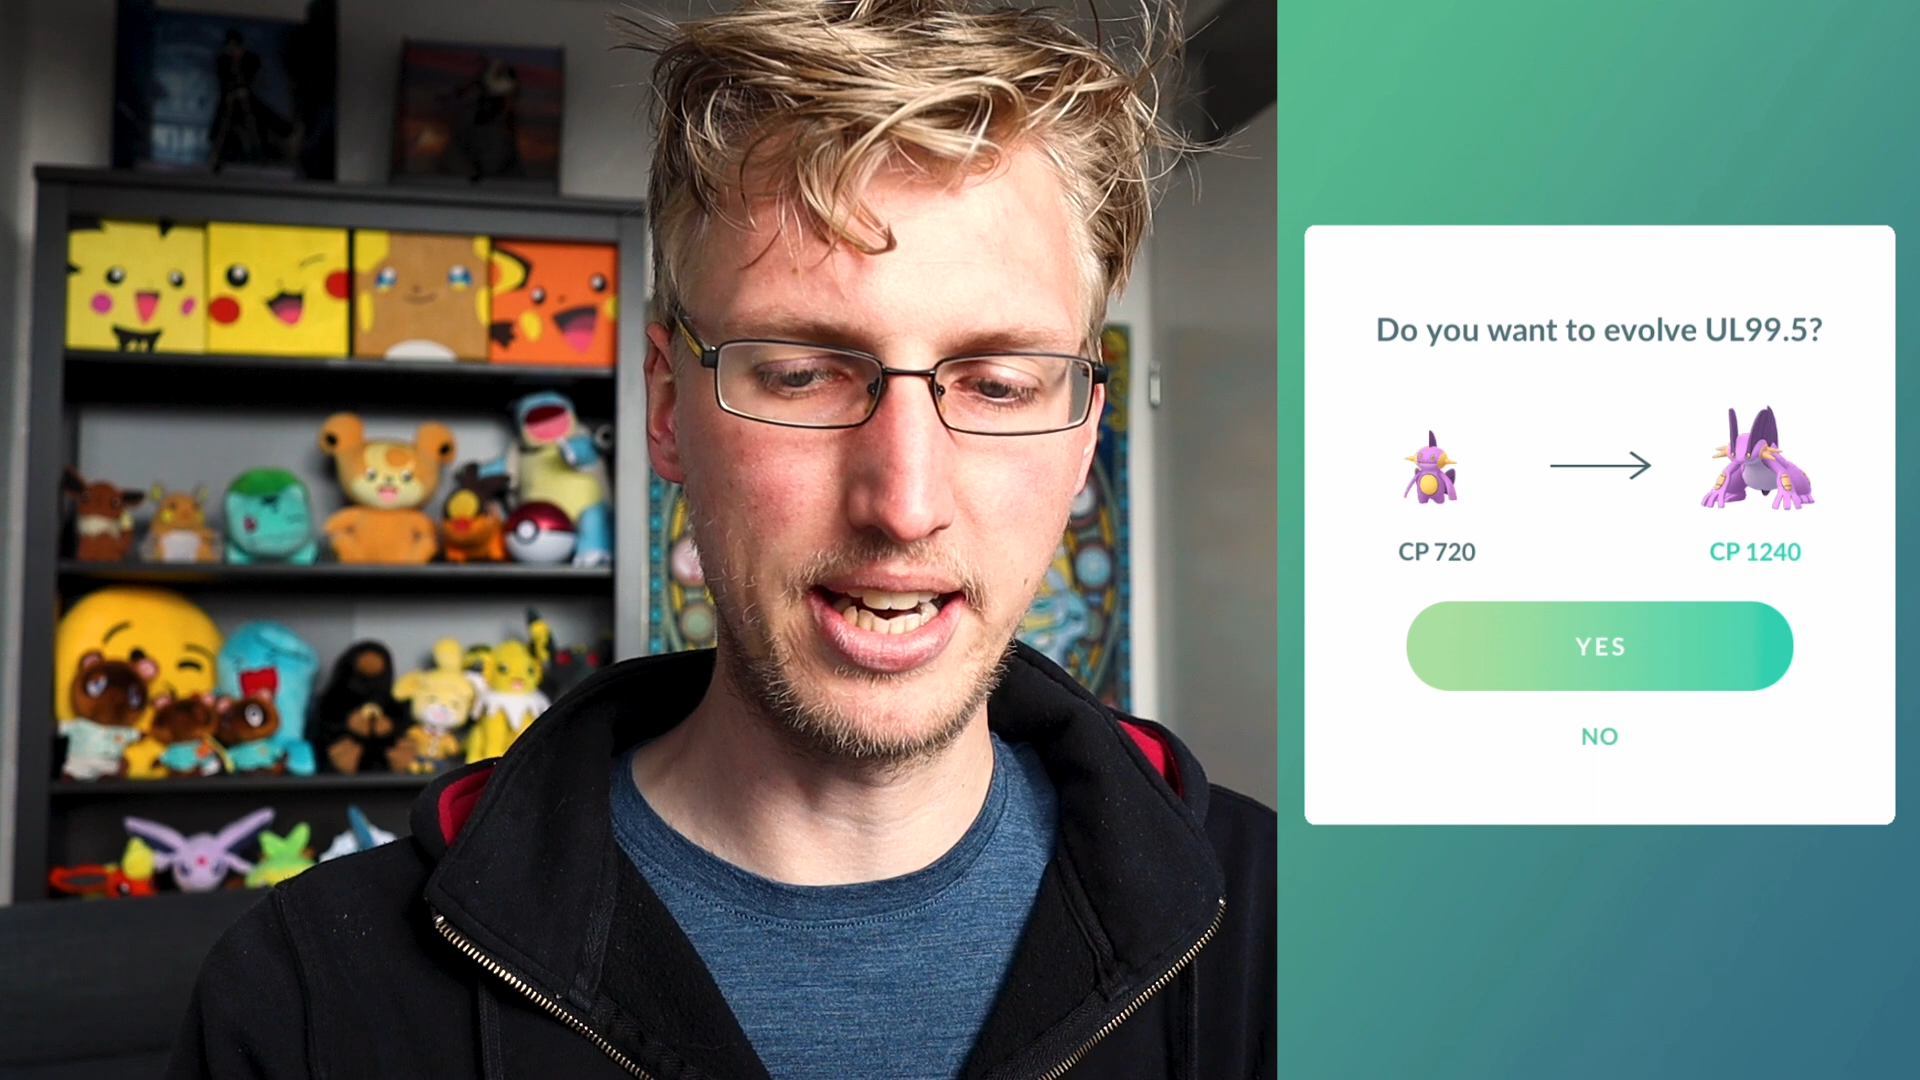 Do you want to evolve UL99.5?
CP 720
CP 1240
YES
NO